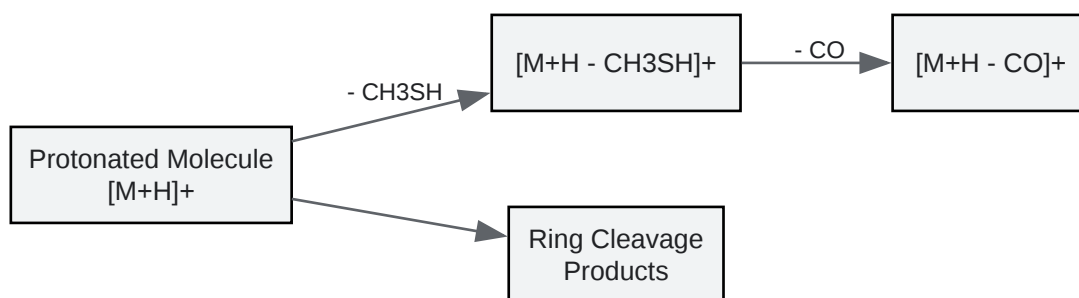 - CH3SH
[M+H - CH3SH]+
- CO
[M+H - CO]+
Protonated Molecule
[M+H]+
Ring Cleavage
Products